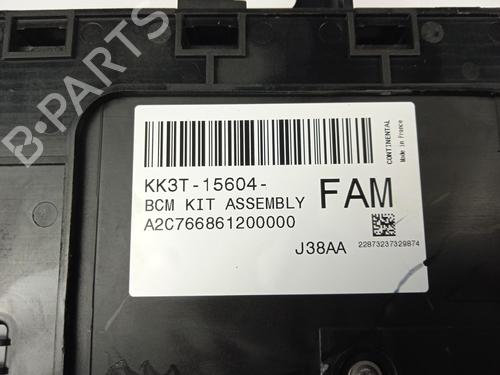 B-PARTS
CONTINENTAL
Made in France
KK3T-15604-
BCM KIT ASSEMBLY
FAM
A2C766861200000
J38AA
22873237329874